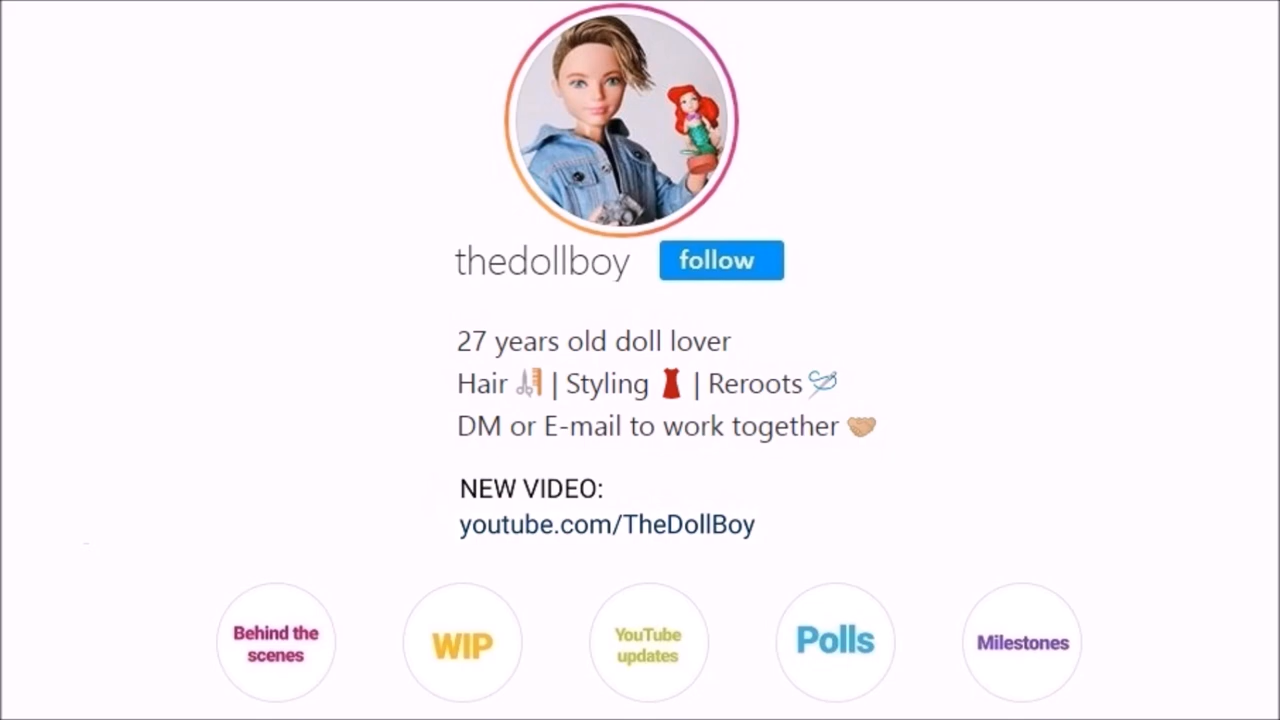 thedollboy follow
27 years old doll lover
Hair | Styling | Reroots
DM or E-mail to work together
NEW VIDEO:
youtube.com/TheDollBoy
Behind the
scenes
WIP
YouTube
updates
Polls
Milestones